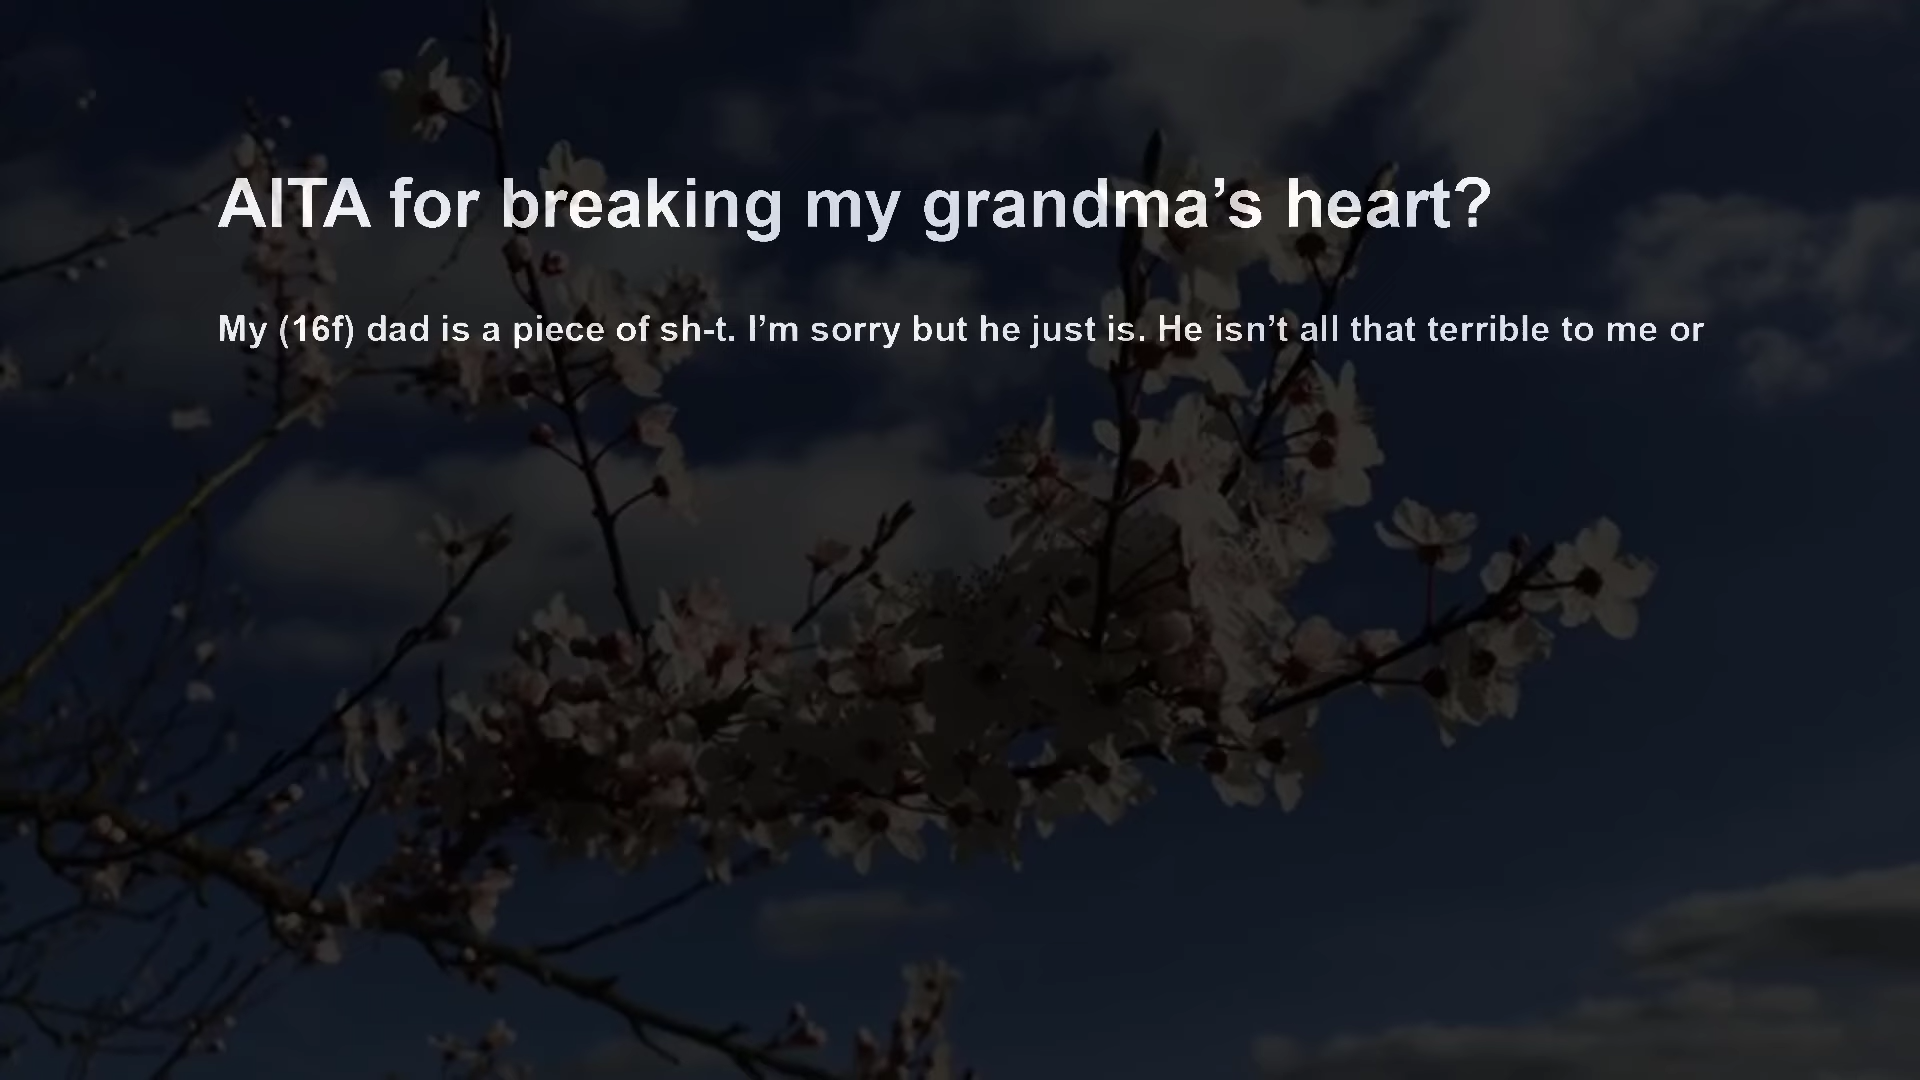 AITA for breaking my grandma’s heart?
My (16f) dad is a piece of sh-t. I’m sorry but he just is. He isn’t all that terrible to me or